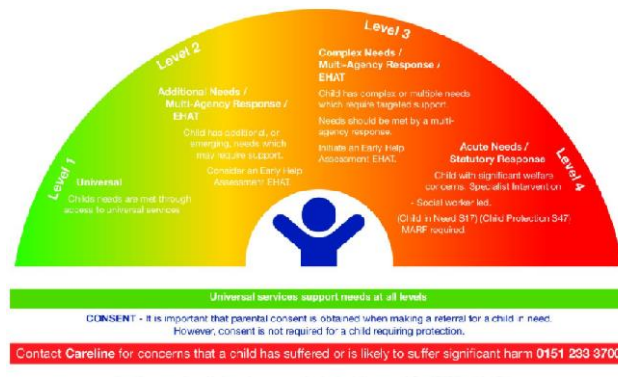 Level 1
Universal
Childs needs are met through
access to universal services
Level 2
Additional Needs /
Multi-Agency Response /
EHAT
Child has additional, or
emerging, needs which
may require support.
Consider an Early Help
Assessment EHAT.
Level 3
Complex Needs /
Multi-Agency Response /
EHAT
Child has complex or multiple needs
which require targeted support.
Needs should be met by a multi-
agency response.
Initiate an Early Help
Assessment EHAT.
Level 4
Acute Needs /
Statutory Response
Child with significant welfare
concerns. Specialist Intervention
- Social worker led.
(Child in Need S17) (Child Protection S47)
MARF required.
Universal services support needs at all levels
CONSENT - It is important that parental consent is obtained when making a referral for a child in need.
However, consent is not required for a child requiring protection.
Contact Careline for concerns that a child has suffered or is likely to suffer significant harm 0151 233 3700